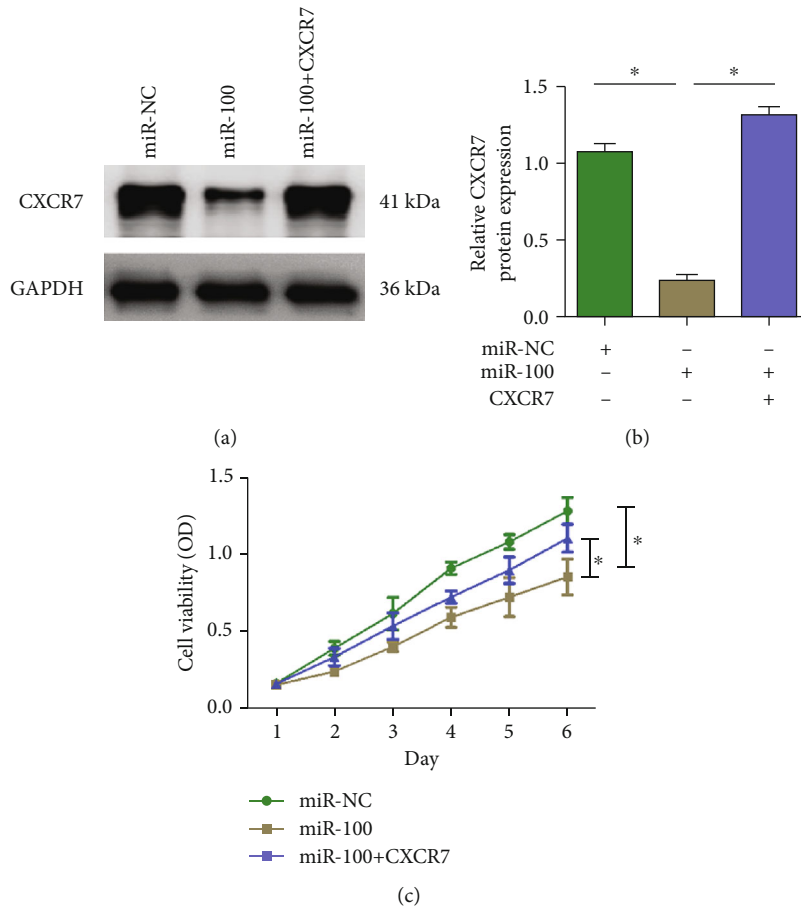 miR-NC
miR-100
miR-100+CXCR7
CXCR7
41 kDa
GAPDH
36 kDa
(a)
* *
Relative CXCR7
protein expression
1.5
1.0
0.5
0.0
miR-NC + – –
miR-100 – + +
CXCR7 – – +
(b)
Cell viability (OD)
1.5
1.0
0.5
0.0
*
*
1 2 3 4 5 6
Day
miR-NC
miR-100
miR-100+CXCR7
(c)